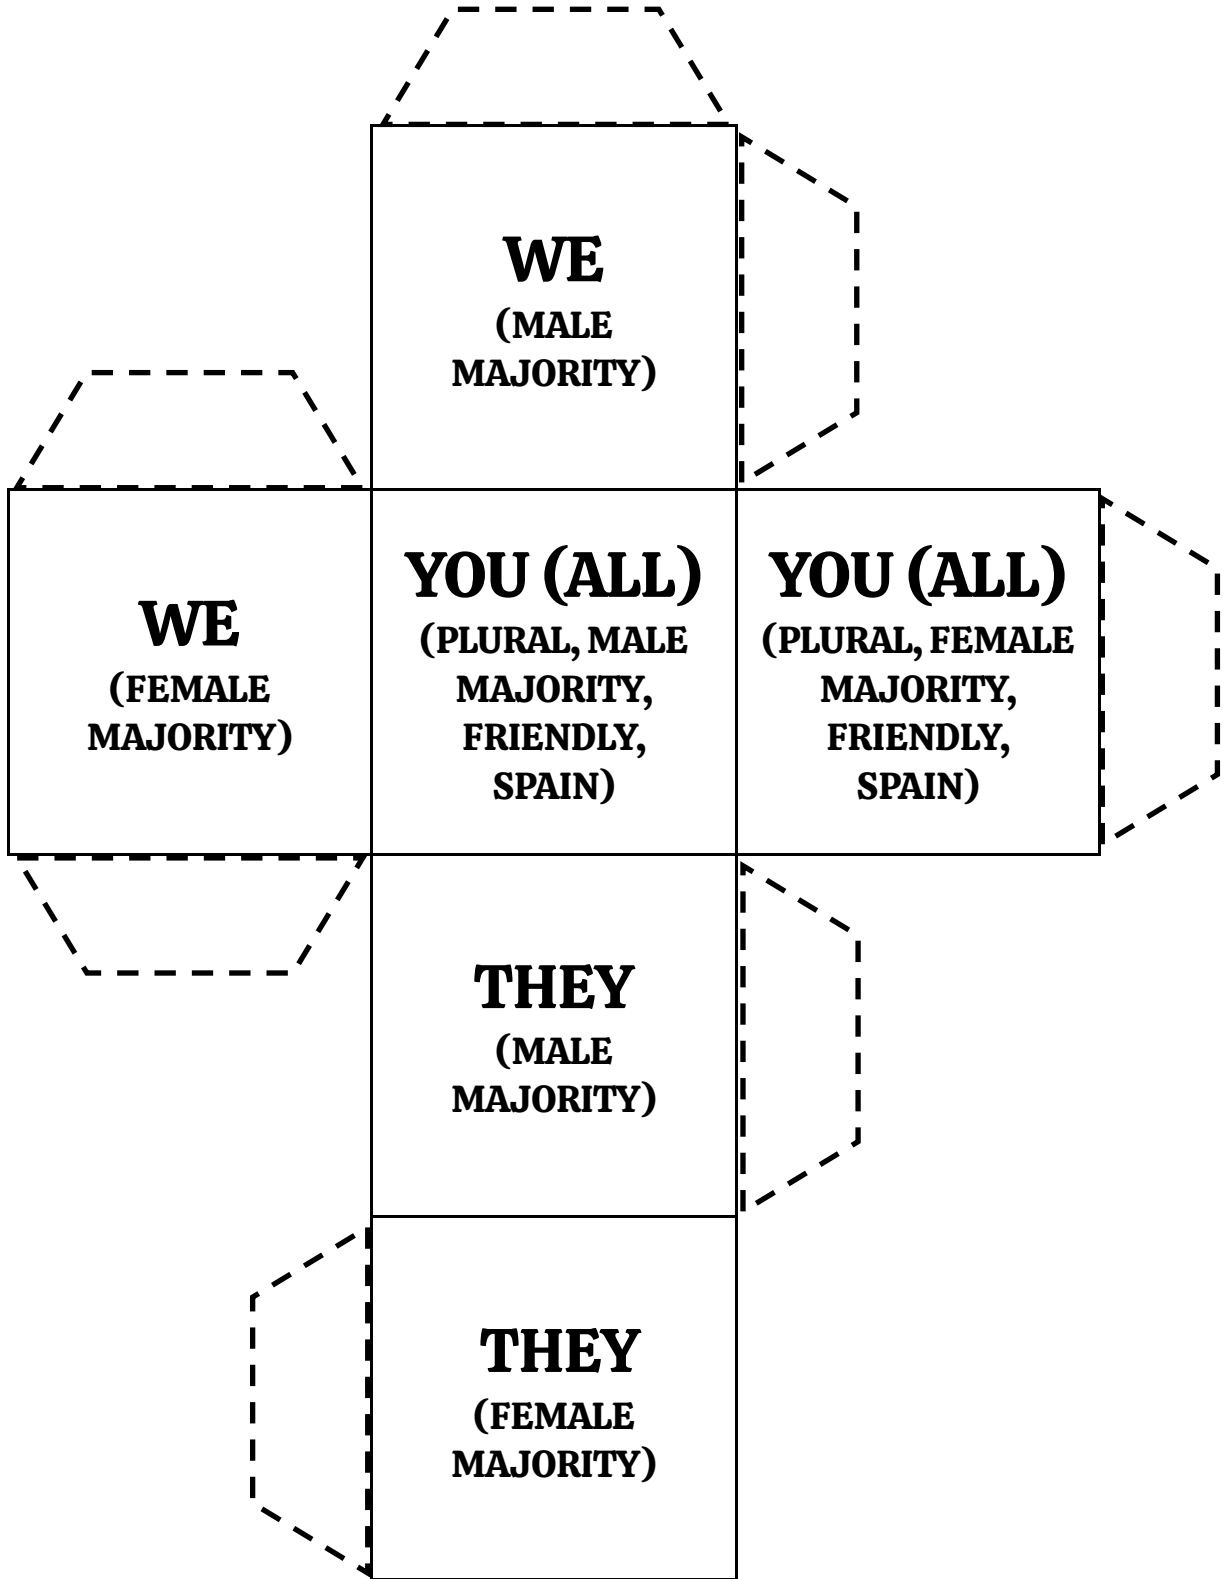 WE
(MALE
MAJORITY)
WE
(FEMALE
MAJORITY)
YOU (ALL)
(PLURAL, MALE
MAJORITY,
FRIENDLY,
SPAIN)
YOU (ALL)
(PLURAL, FEMALE
MAJORITY,
FRIENDLY,
SPAIN)
THEY
(MALE
MAJORITY)
THEY
(FEMALE
MAJORITY)